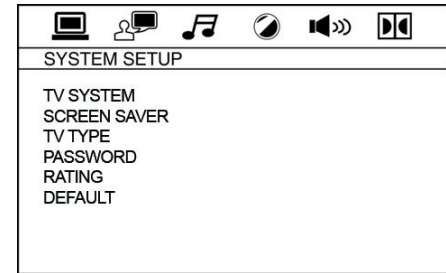 SYSTEM SETUP
TV SYSTEM
SCREEN SAVER
TV TYPE
PASSWORD
RATING
DEFAULT